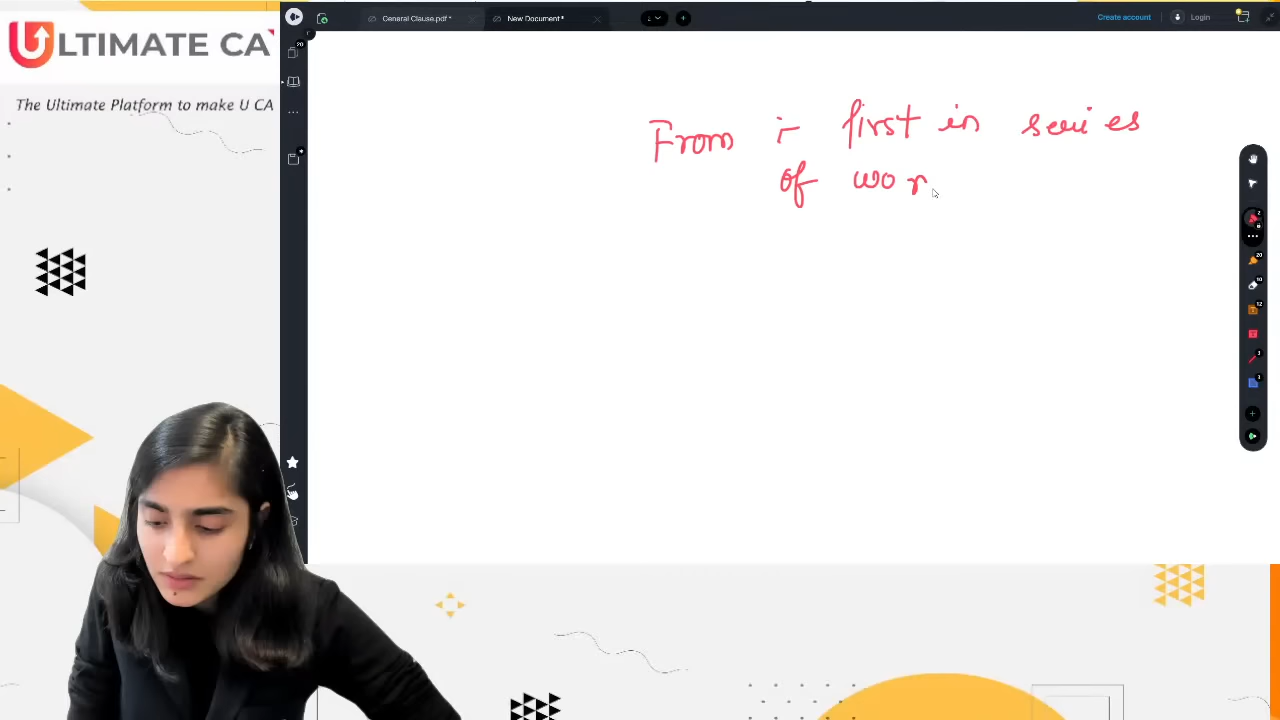 ULTIMATE CA
The Ultimate Platform to make U CA
General Clause.pdf *
New Document *
Create account
Login
From :- first in series
of wor